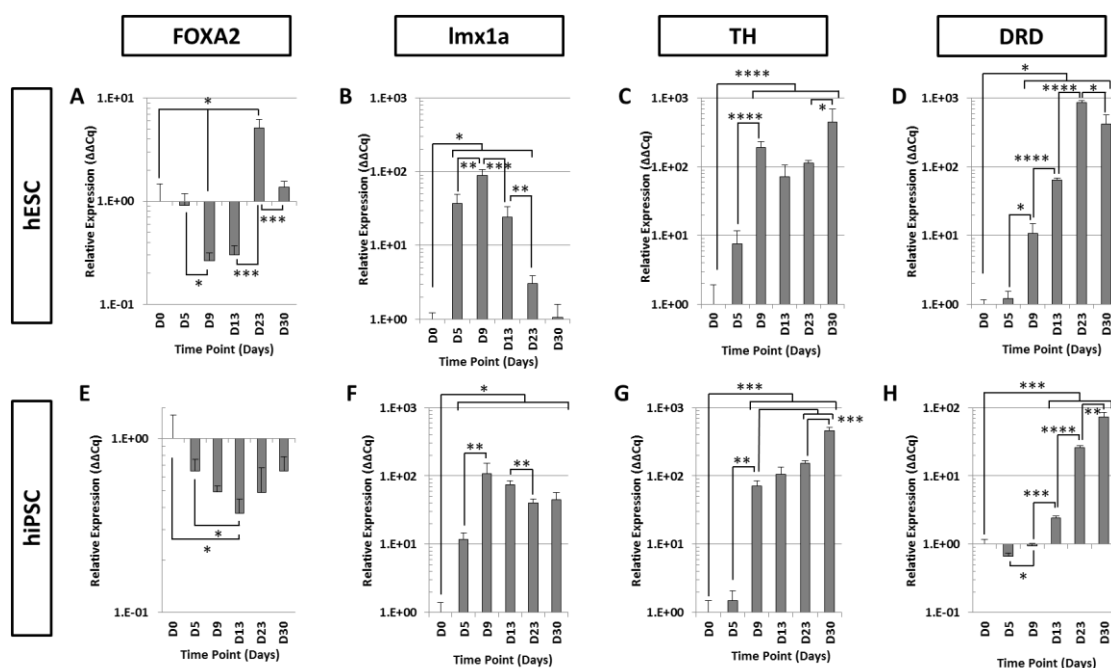 FOXA2
lmx1a
TH
DRD
hESC
A
Relative Expression (ΔΔCq)
1.E+01
1.E+00
1.E-01
*
*
***
***
D0 D5 D9 D13 D23 D30
Time Point (Days)
B
Relative Expression (ΔΔCq)
1.E+03
1.E+02
1.E+01
1.E+00
*
** ***
**
D0 D5 D9 D13 D23 D30
Time Point (Days)
C
Relative Expression (ΔΔCq)
1.E+03
1.E+02
1.E+01
1.E+00
****
*
****
D0 D5 D9 D13 D23 D30
Time Point (Days)
D
Relative Expression (ΔΔCq)
1.E+03
1.E+02
1.E+01
1.E+00
*
**** *
****
*
D0 D5 D9 D13 D23 D30
Time Point (Days)
hiPSC
E
Relative Expression (ΔΔCq)
1.E+00
1.E-01
*
*
D0 D5 D9 D13 D23 D30
Time Point (Days)
F
Relative Expression (ΔΔCq)
1.E+03
1.E+02
1.E+01
1.E+00
*
**
**
D0 D5 D9 D13 D23 D30
Time Point (Days)
G
Relative Expression (ΔΔCq)
1.E+03
1.E+02
1.E+01
1.E+00
***
***
**
D0 D5 D9 D13 D23 D30
Time Point (Days)
H
Relative Expression (ΔΔCq)
1.E+02
1.E+01
1.E+00
1.E-01
***
**
****
***
*
D0 D5 D9 D13 D23 D30
Time Point (Days)